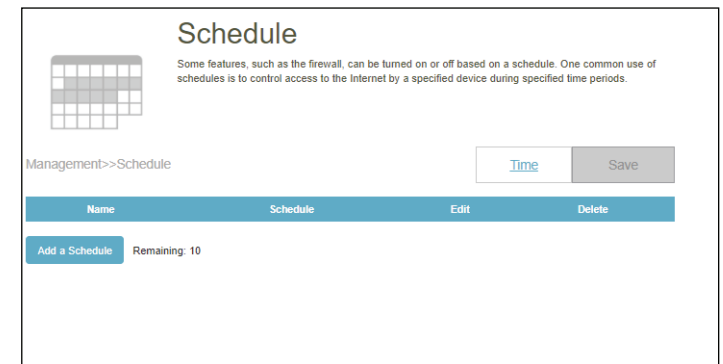 Schedule
Some features, such as the firewall, can be turned on or off based on a schedule. One common use of
schedules is to control access to the Internet by a specified device during specified time periods.
Management>>Schedule
Time
Save
Name Schedule Edit Delete
Add a Schedule Remaining: 10